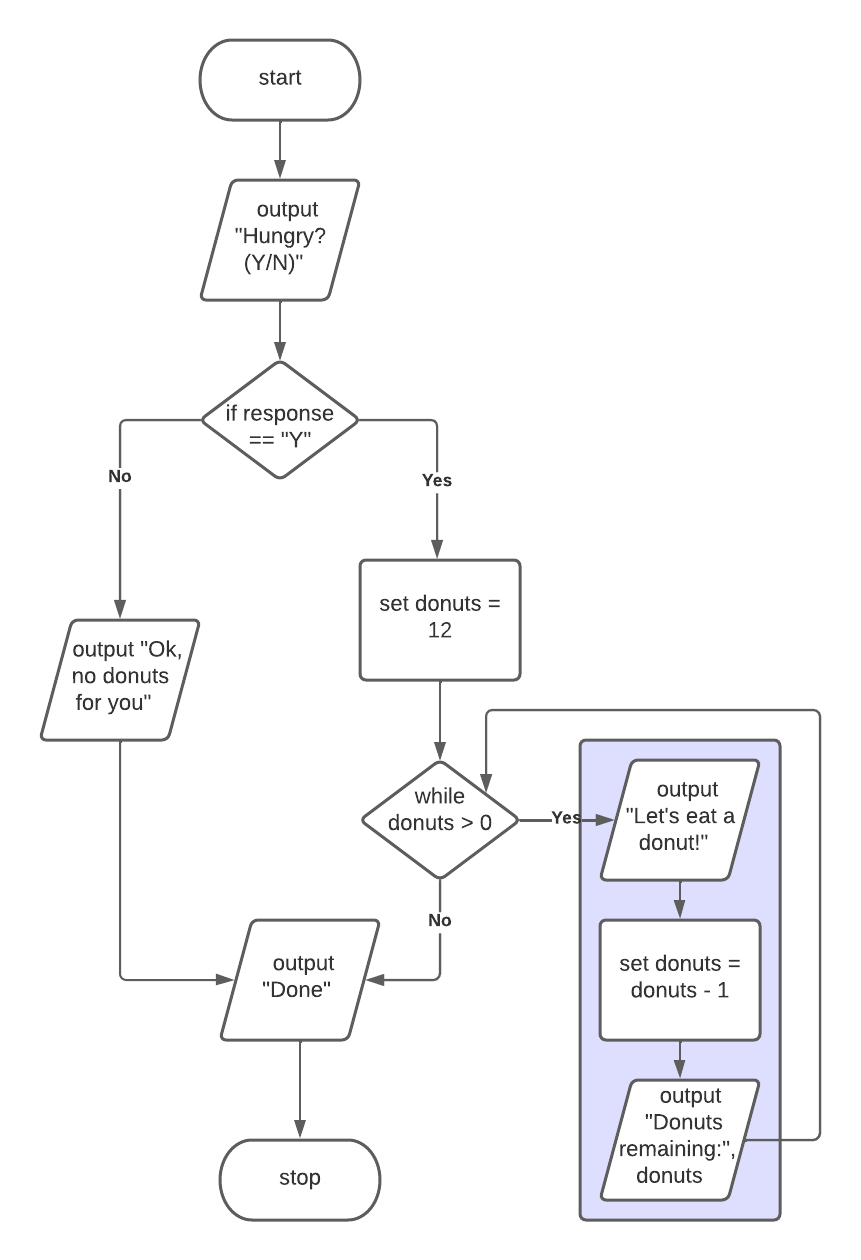 start
output
"Hungry?
(Y/N)"
if response
== "Y"
No
Yes
set donuts =
12
output "Ok,
no donuts
for you"
while
donuts > 0
Yes
output
"Let's eat a
donut!"
No
output
"Done"
set donuts =
donuts - 1
output
"Donuts
remaining:",
donuts
stop